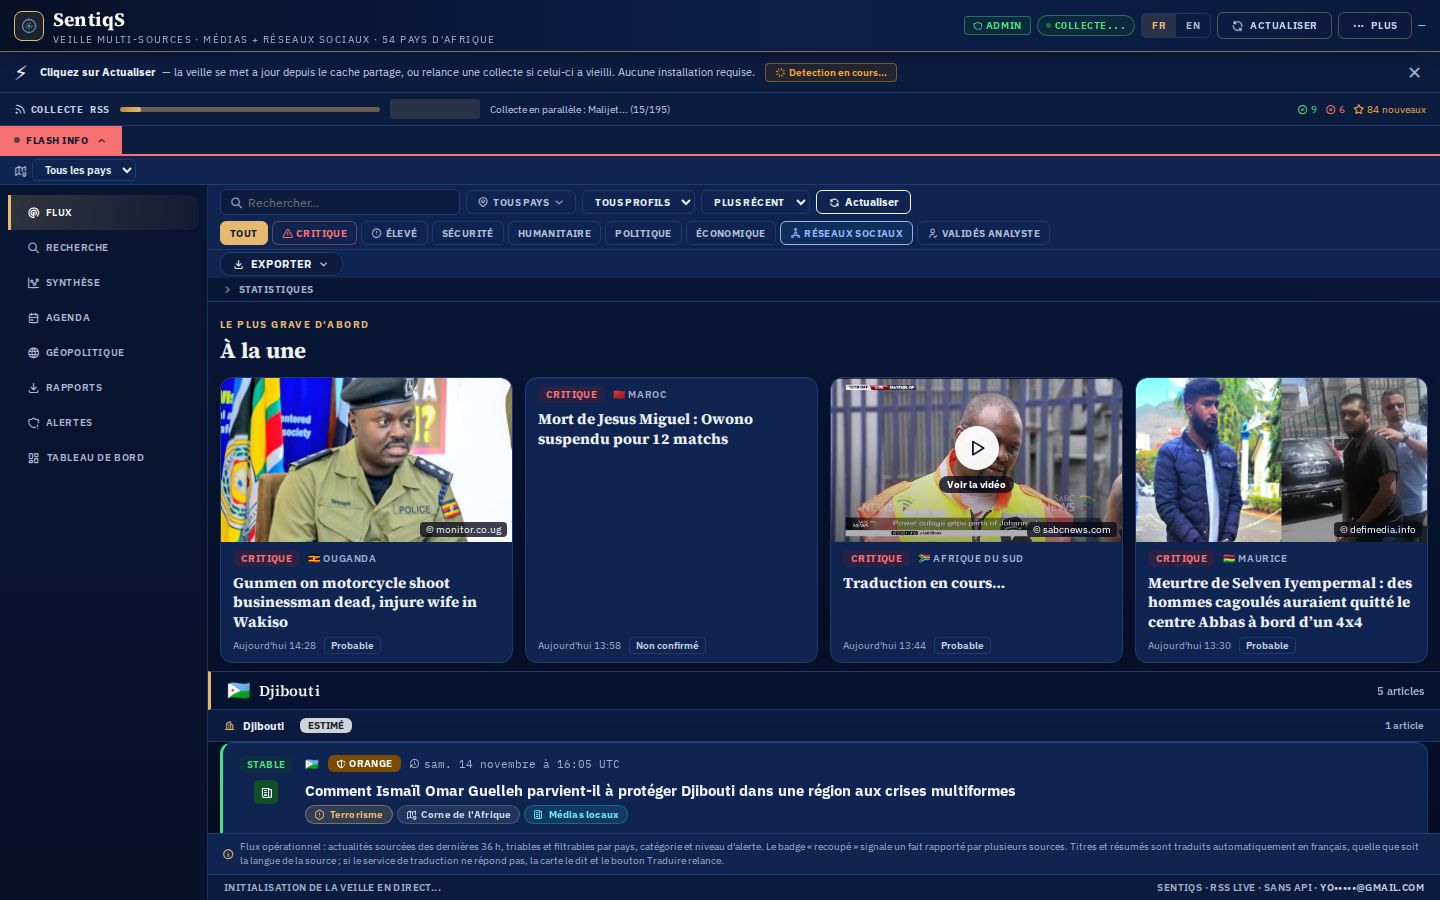 SentiqS
VEILLE MULTI-SOURCES · MÉDIAS + RÉSEAUX SOCIAUX · 54 PAYS D'AFRIQUE
ADMIN
COLLECTE...
FR
EN
ACTUALISER
··· PLUS
—
Cliquez sur Actualiser — la veille se met a jour depuis le cache partage, ou relance une collecte si celui-ci a vieilli. Aucune installation requise.
Detection en cours...
COLLECTE RSS
Collecte en parallèle : Malijet... (15/195)
9
6
84 nouveaux
FLASH INFO
Tous les pays
FLUX
RECHERCHE
SYNTHÈSE
AGENDA
GÉOPOLITIQUE
RAPPORTS
ALERTES
TABLEAU DE BORD
Rechercher...
TOUS PAYS
TOUS PROFILS
PLUS RÉCENT
Actualiser
TOUT
CRITIQUE
ÉLEVÉ
SÉCURITÉ
HUMANITAIRE
POLITIQUE
ÉCONOMIQUE
RÉSEAUX SOCIAUX
VALIDÉS ANALYSTE
EXPORTER
STATISTIQUES
LE PLUS GRAVE D'ABORD
À la une
POLICE
© monitor.co.ug
CRITIQUE
OUGANDA
Gunmen on motorcycle shoot
businessman dead, injure wife in
Wakiso
Aujourd'hui 14:28
Probable
CRITIQUE
MAROC
Mort de Jesus Miguel : Owono
suspendu pour 12 matchs
Aujourd'hui 13:58
Non confirmé
Voir la vidéo
SABC
NEWS
Power outage grips parts of
© sabcnews.com
CRITIQUE
AFRIQUE DU SUD
Traduction en cours...
Aujourd'hui 13:44
Probable
© defimedia.info
CRITIQUE
MAURICE
Meurtre de Selven Iyempermal : des
hommes cagoulés auraient quitté le
centre Abbas à bord d’un 4x4
Aujourd'hui 13:30
Probable
Djibouti
5 articles
Djibouti
ESTIMÉ
1 article
STABLE
ORANGE
sam. 14 novembre à 16:05 UTC
Comment Ismaïl Omar Guelleh parvient-il à protéger Djibouti dans une région aux crises multiformes
Terrorisme
Corne de l'Afrique
Médias locaux
Flux opérationnel : actualités sourcées des dernières 36 h, triables et filtrables par pays, catégorie et niveau d'alerte. Le badge « recoupé » signale un fait rapporté par plusieurs sources. Titres et résumés sont traduits automatiquement en français, quelle que soit
la langue de la source ; si le service de traduction ne répond pas, la carte le dit et le bouton Traduire relance.
INITIALISATION DE LA VEILLE EN DIRECT...
SENTIQS · RSS LIVE · SANS API · YO•••••@GMAIL.COM